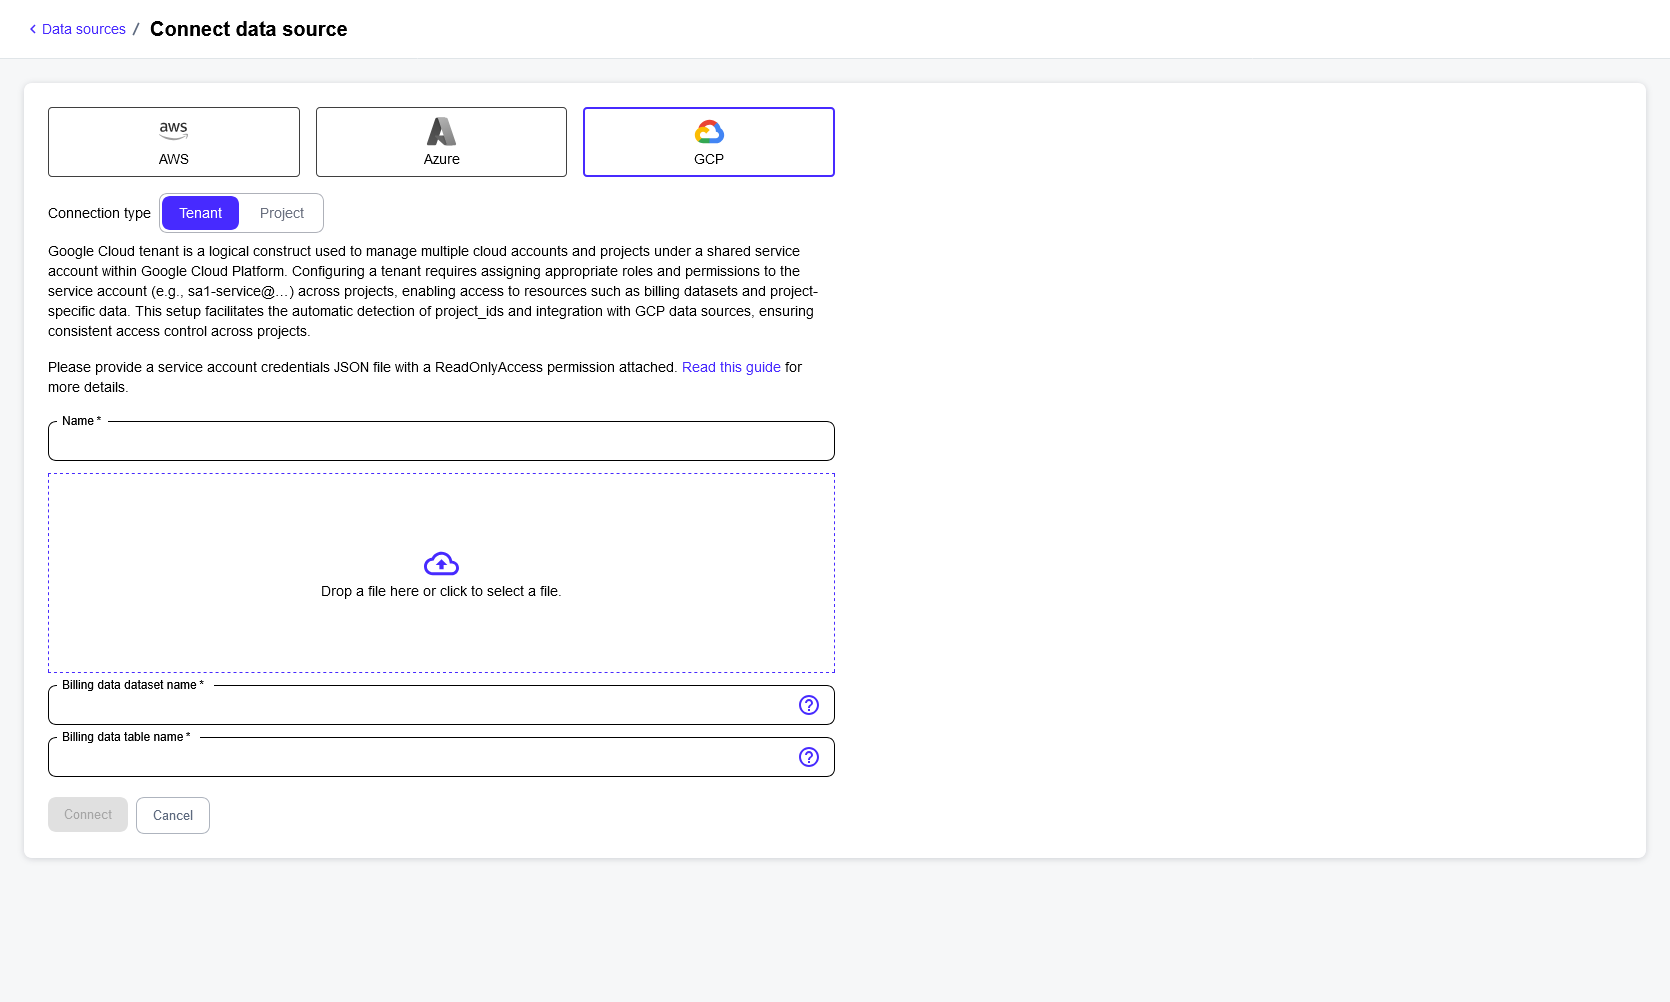 Data sources / Connect data source
aws
AWS
Azure
GCP
Connection type Tenant Project
Google Cloud tenant is a logical construct used to manage multiple cloud accounts and projects under a shared service
account within Google Cloud Platform. Configuring a tenant requires assigning appropriate roles and permissions to the
service account (e.g., sa1-service@…) across projects, enabling access to resources such as billing datasets and project-
specific data. This setup facilitates the automatic detection of project_ids and integration with GCP data sources, ensuring
consistent access control across projects.
Please provide a service account credentials JSON file with a ReadOnlyAccess permission attached. Read this guide for
more details.
Name *
Drop a file here or click to select a file.
Billing data dataset name *
Billing data table name *
Connect Cancel